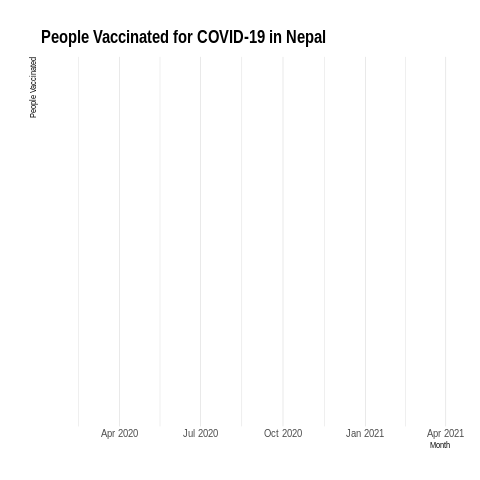 People Vaccinated for COVID-19 in Nepal
People Vaccinated
Apr 2020
Jul 2020
Oct 2020
Jan 2021
Apr 2021
Month